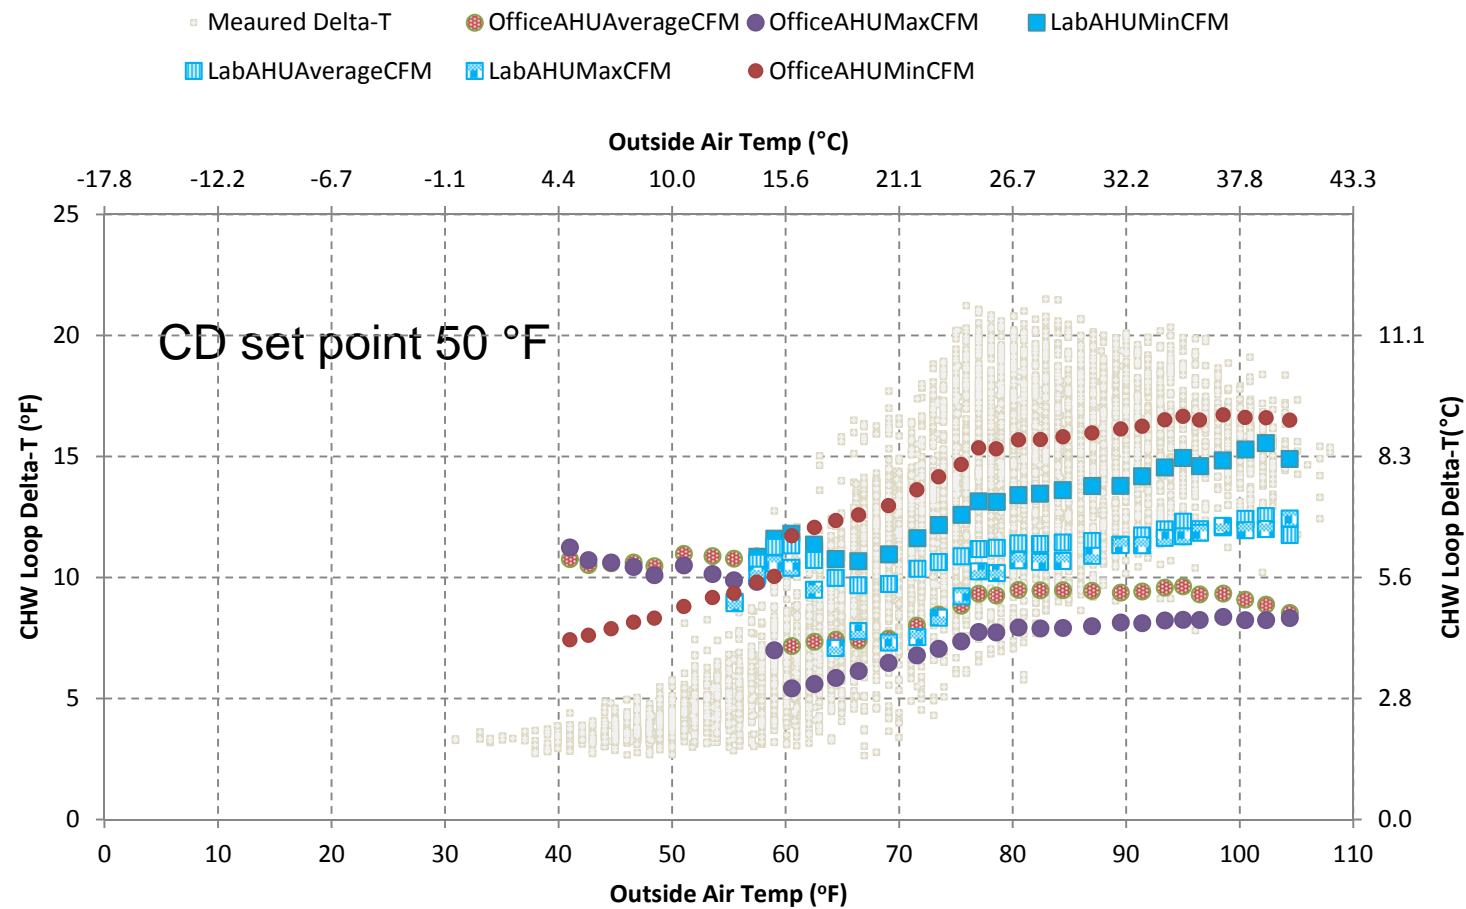 Meaured Delta-T OfficeAHUAverageCFM OfficeAHUMaxCFM LabAHUMinCFM
LabAHUAverageCFM LabAHUMaxCFM OfficeAHUMinCFM
Outside Air Temp (°C)
-17.8 -12.2 -6.7 -1.1 4.4 10.0 15.6 21.1 26.7 32.2 37.8 43.3
25
20 11.1
CD set point 50 °F
15 8.3
10 5.6
5 2.8
0 0.0
CHW Loop Delta-T (ºF)
CHW Loop Delta-T(°C)
0 10 20 30 40 50 60 70 80 90 100 110
Outside Air Temp (ºF)